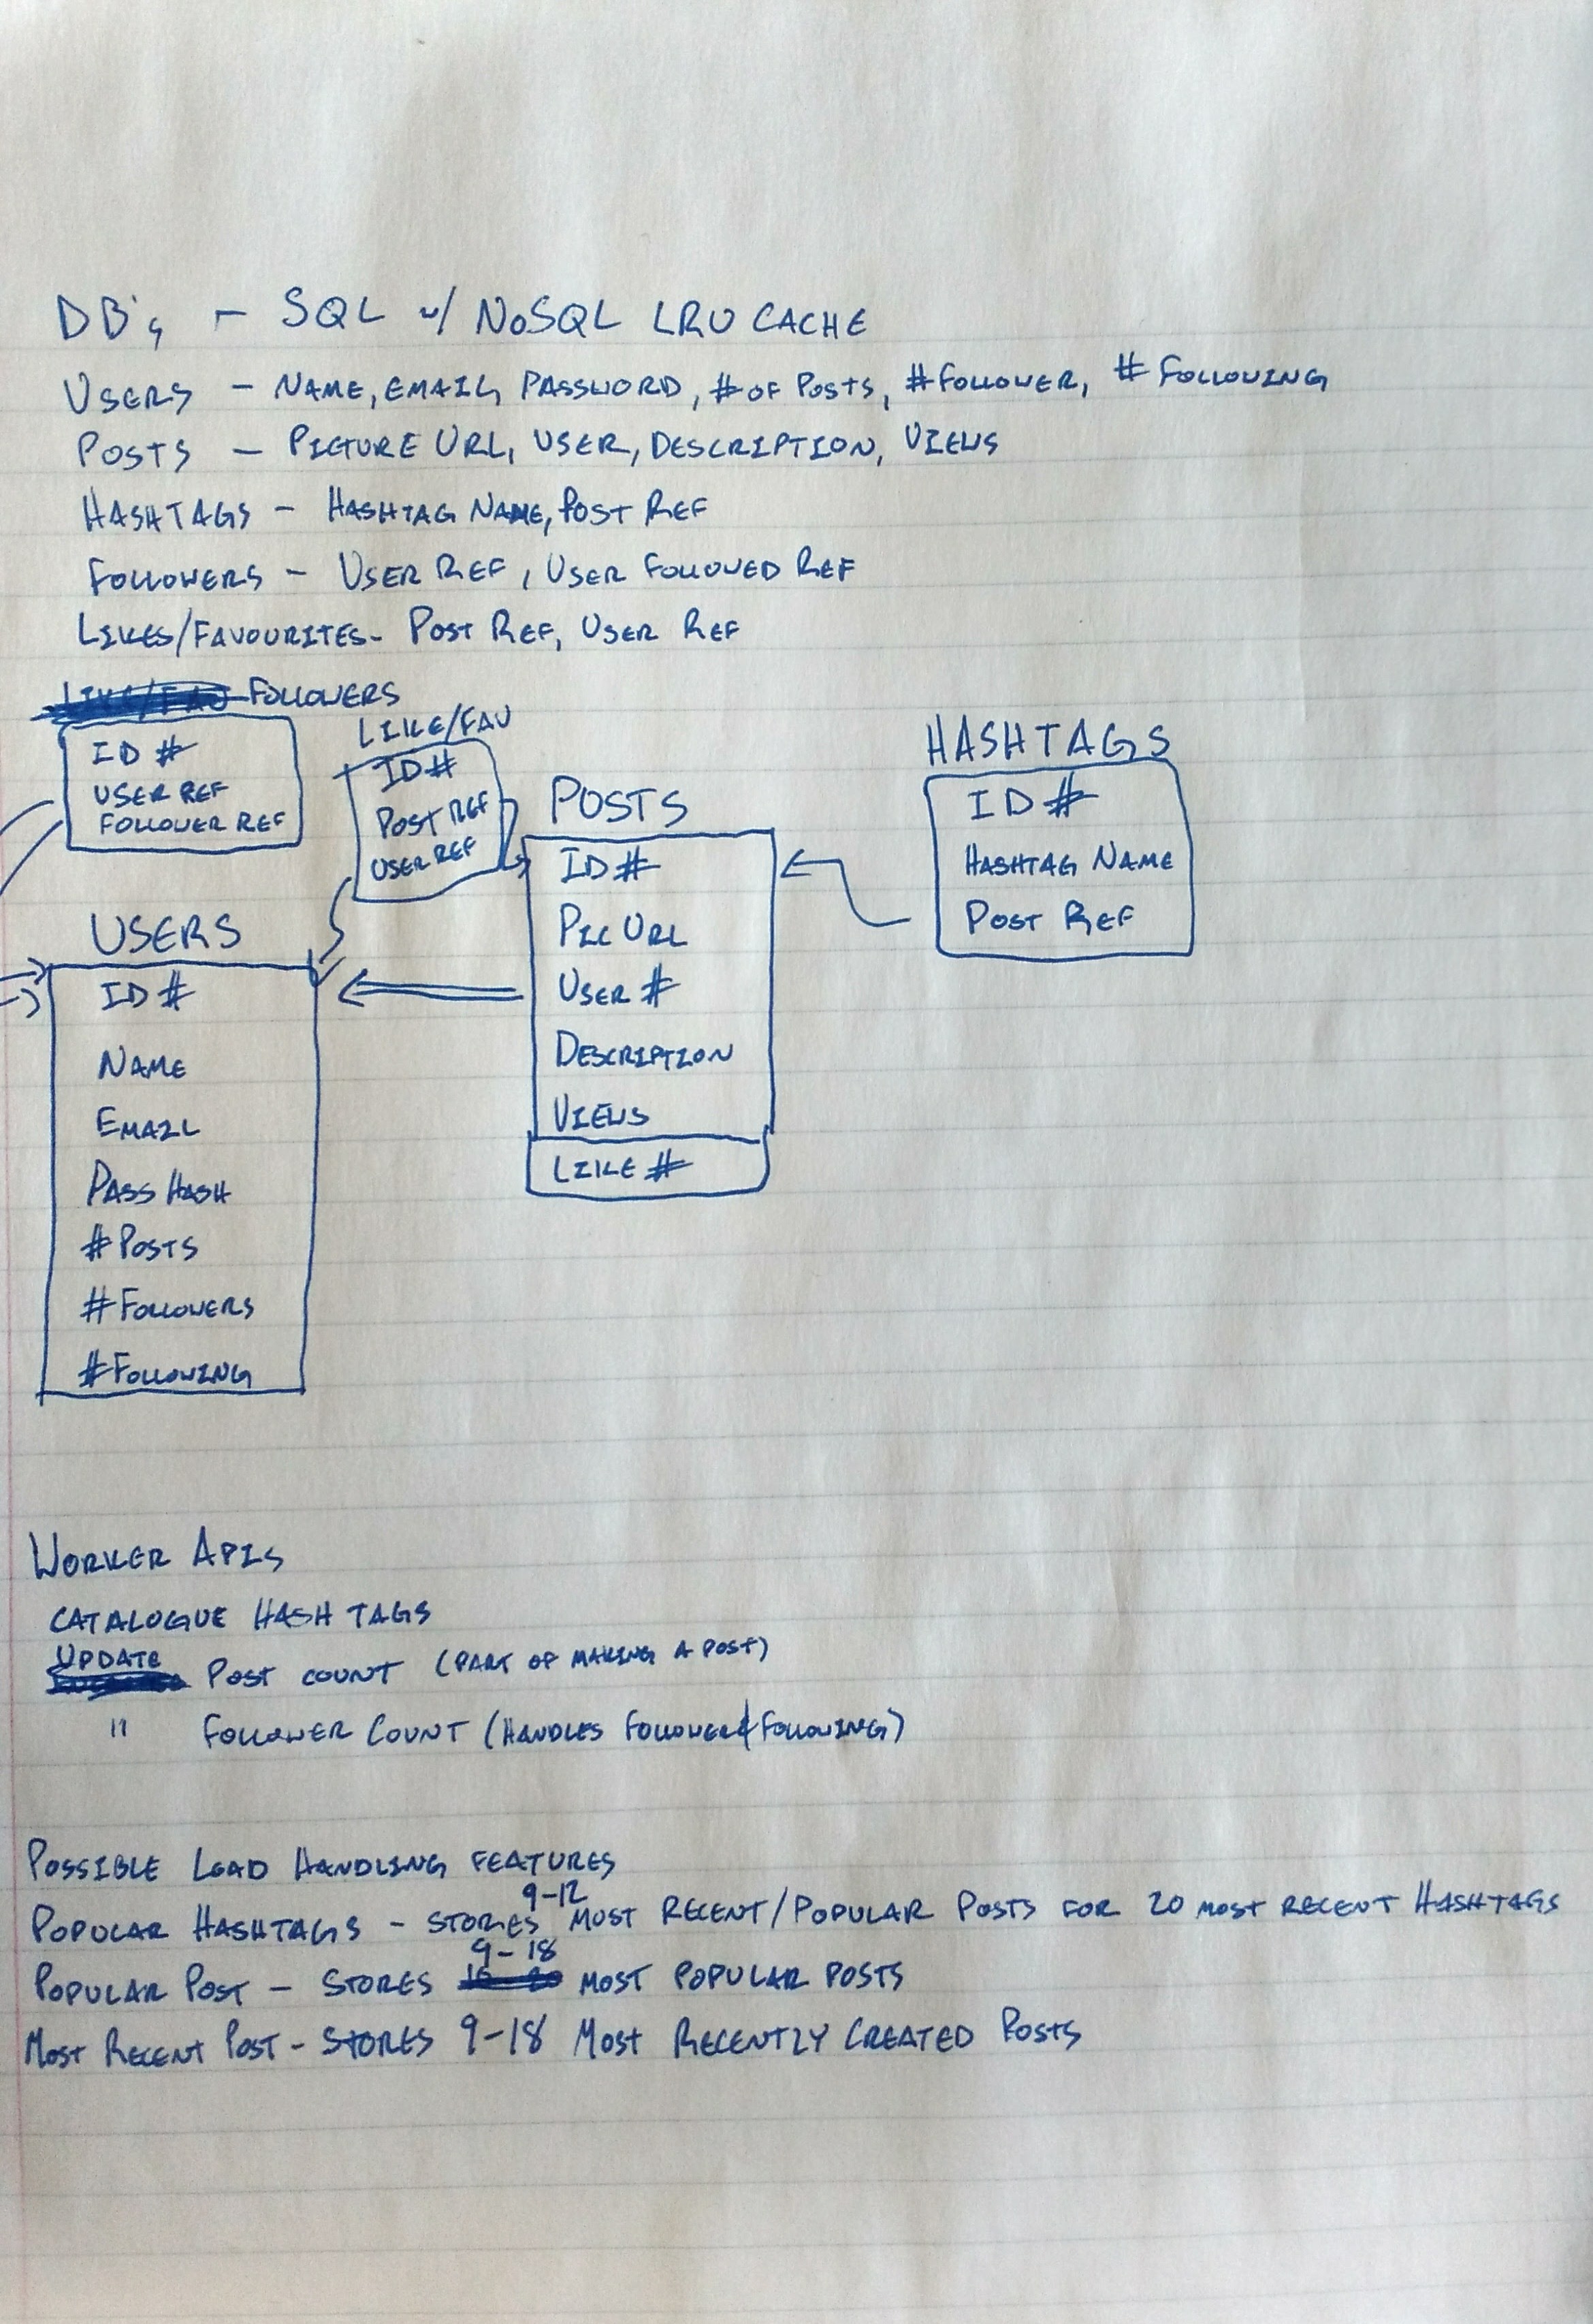 DB's - SQL w/ NoSQL LRU CACHE
USERS - NAME, EMAIL, PASSWORD, # OF POSTS, # FOLLOWER, # FOLLOWING
POSTS - PICTURE URL, USER, DESCRIPTION, VIEWS
HASHTAGS - HASHTAG NAME, POST REF
FOLLOWERS - USER REF, USER FOLLOWED REF
LIKES/FAVOURITES - POST REF, USER REF
LIKE/FAV FOLLOWERS
ID #
USER REF
FOLLOWER REF
LIKE/FAV
ID #
POST REF
USER REF
POSTS
ID #
PIC URL
USER #
DESCRIPTION
VIEWS
LIKE #
HASHTAGS
ID #
HASHTAG NAME
POST REF
USERS
ID #
NAME
EMAIL
PASS HASH
# POSTS
# FOLLOWERS
# FOLLOWING
WORKER APIS
CATALOGUE HASH TAGS
UPDATE POST COUNT (PART OF MAKING A POST)
" FOLLOWER COUNT (HANDLES FOLLOWER & FOLLOWING)
POSSIBLE LOAD HANDLING FEATURES
POPULAR HASHTAGS - STORES 9-12 MOST RECENT/POPULAR POSTS FOR 20 MOST RECENT HASHTAGS
POPULAR POST - STORES 9-18 MOST POPULAR POSTS
MOST RECENT POST - STORES 9-18 MOST RECENTLY CREATED POSTS